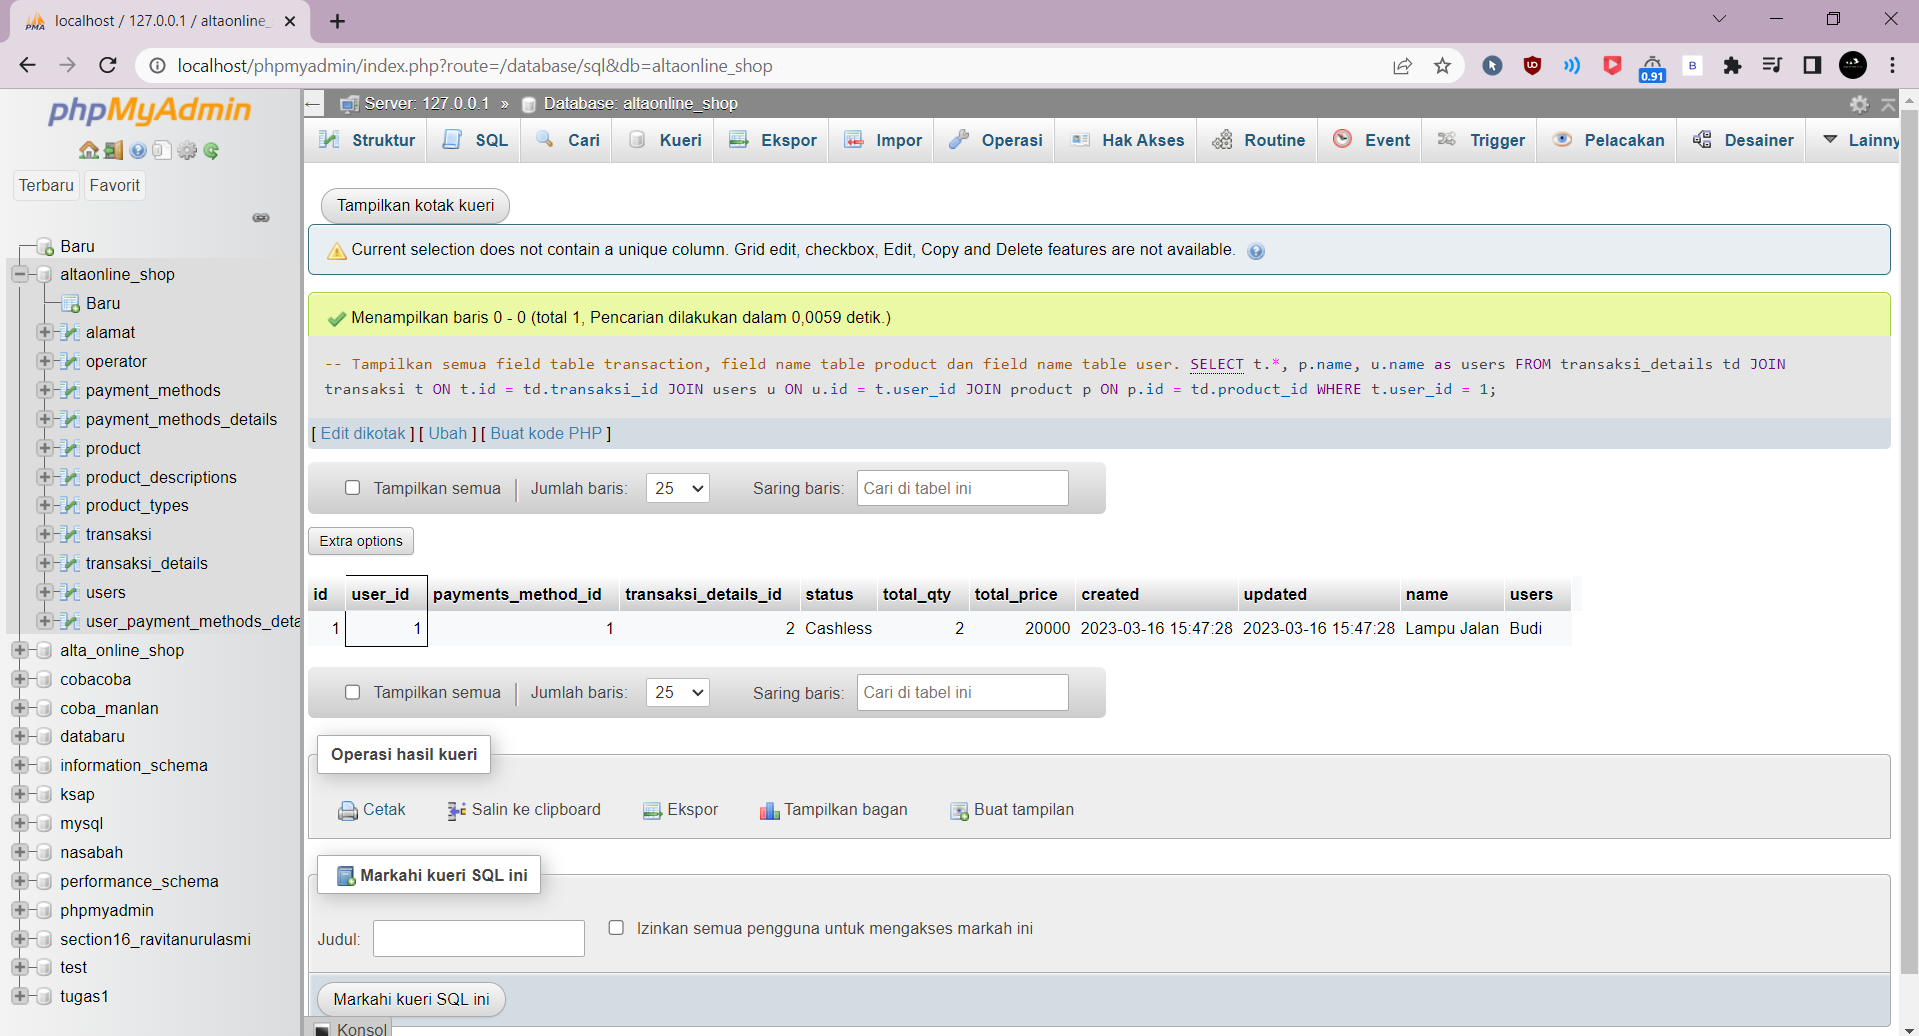 localhost / 127.0.0.1 / altaonline_
localhost/phpmyadmin/index.php?route=/database/sql&db=altaonline_shop
0.91
B
phpMyAdmin
Terbaru Favorit
Baru
altaonline_shop
Baru
alamat
operator
payment_methods
payment_methods_details
product
product_descriptions
product_types
transaksi
transaksi_details
users
user_payment_methods_deta
alta_online_shop
cobacoba
coba_manlan
databaru
information_schema
ksap
mysql
nasabah
performance_schema
phpmyadmin
section16_ravitanurulasmi
test
tugas1
Server: 127.0.0.1 » Database: altaonline_shop
Struktur SQL Cari Kueri Ekspor Impor Operasi Hak Akses Routine Event Trigger Pelacakan Desainer Lainny
Tampilkan kotak kueri
Current selection does not contain a unique column. Grid edit, checkbox, Edit, Copy and Delete features are not available.
Menampilkan baris 0 - 0 (total 1, Pencarian dilakukan dalam 0,0059 detik.)
-- Tampilkan semua field table transaction, field name table product dan field name table user. SELECT t.*, p.name, u.name as users FROM transaksi_details td JOIN
transaksi t ON t.id = td.transaksi_id JOIN users u ON u.id = t.user_id JOIN product p ON p.id = td.product_id WHERE t.user_id = 1;
[ Edit dikotak ] [ Ubah ] [ Buat kode PHP ]
Tampilkan semua | Jumlah baris: 25 Saring baris: Cari di tabel ini
Extra options
id user_id payments_method_id transaksi_details_id status total_qty total_price created updated name users
1 1 1 2 Cashless 2 20000 2023-03-16 15:47:28 2023-03-16 15:47:28 Lampu Jalan Budi
Tampilkan semua | Jumlah baris: 25 Saring baris: Cari di tabel ini
Operasi hasil kueri
Cetak Salin ke clipboard Ekspor Tampilkan bagan Buat tampilan
Markahi kueri SQL ini
Judul: Izinkan semua pengguna untuk mengakses markah ini
Markahi kueri SQL ini
Konsol